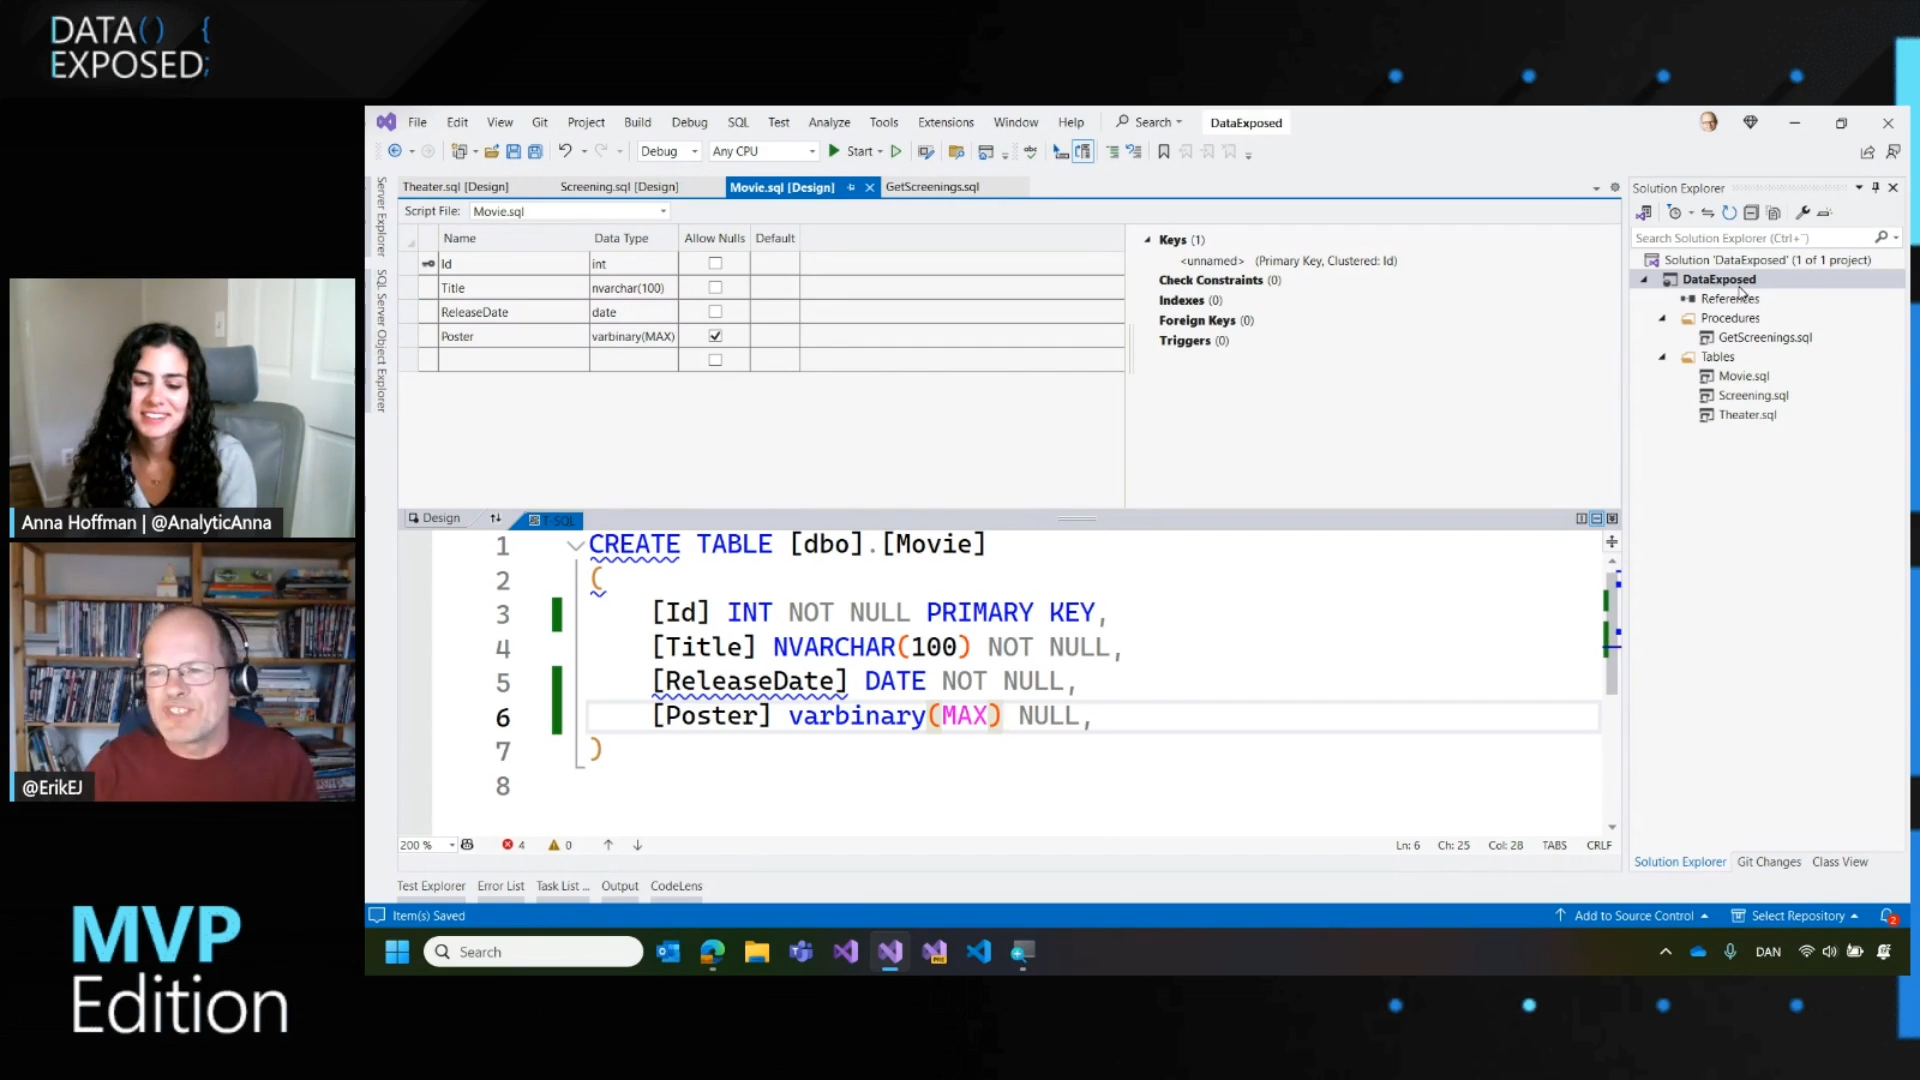 DATA() {
EXPOSED;
File Edit View Git Project Build Debug SQL Test Analyze Tools Extensions Window Help Search DataExposed
Debug Any CPU Start
Server Explorer
SQL Server Object Explorer
Theater.sql [Design] Screening.sql [Design] Movie.sql [Design] GetScreenings.sql
Script File: Movie.sql
Name Data Type Allow Nulls Default
Id int
Title nvarchar(100)
ReleaseDate date
Poster varbinary(MAX)
Keys (1)
<unnamed> (Primary Key, Clustered: Id)
Check Constraints (0)
Indexes (0)
Foreign Keys (0)
Triggers (0)
Solution Explorer
Search Solution Explorer (Ctrl+¨)
Solution 'DataExposed' (1 of 1 project)
DataExposed
References
Procedures
GetScreenings.sql
Tables
Movie.sql
Screening.sql
Theater.sql
Design T-SQL
1 CREATE TABLE [dbo].[Movie]
2 (
3 [Id] INT NOT NULL PRIMARY KEY,
4 [Title] NVARCHAR(100) NOT NULL,
5 [ReleaseDate] DATE NOT NULL,
6 [Poster] varbinary(MAX) NULL,
7 )
8
200 % 4 0 Ln: 6 Ch: 25 Col: 28 TABS CRLF
Solution Explorer Git Changes Class View
Test Explorer Error List Task List ... Output CodeLens
Item(s) Saved Add to Source Control Select Repository 2
Search PRE DAN
Anna Hoffman | @AnalyticAnna
@ErikEJ
MVP
Edition